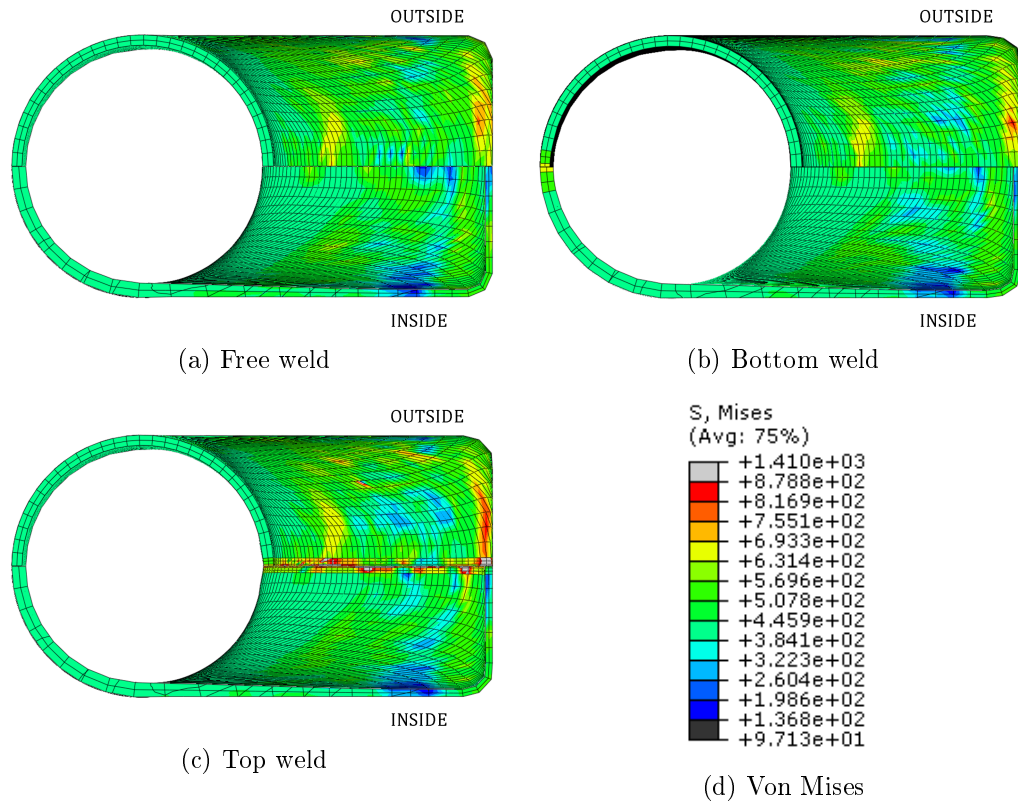 OUTSIDE
OUTSIDE
INSIDE
INSIDE
(a) Free weld
(b) Bottom weld
OUTSIDE
INSIDE
(c) Top weld
S, Mises
(Avg: 75%)
+1.410e+03
+8.788e+02
+8.169e+02
+7.551e+02
+6.933e+02
+6.314e+02
+5.696e+02
+5.078e+02
+4.459e+02
+3.841e+02
+3.223e+02
+2.604e+02
+1.986e+02
+1.368e+02
+9.713e+01
(d) Von Mises